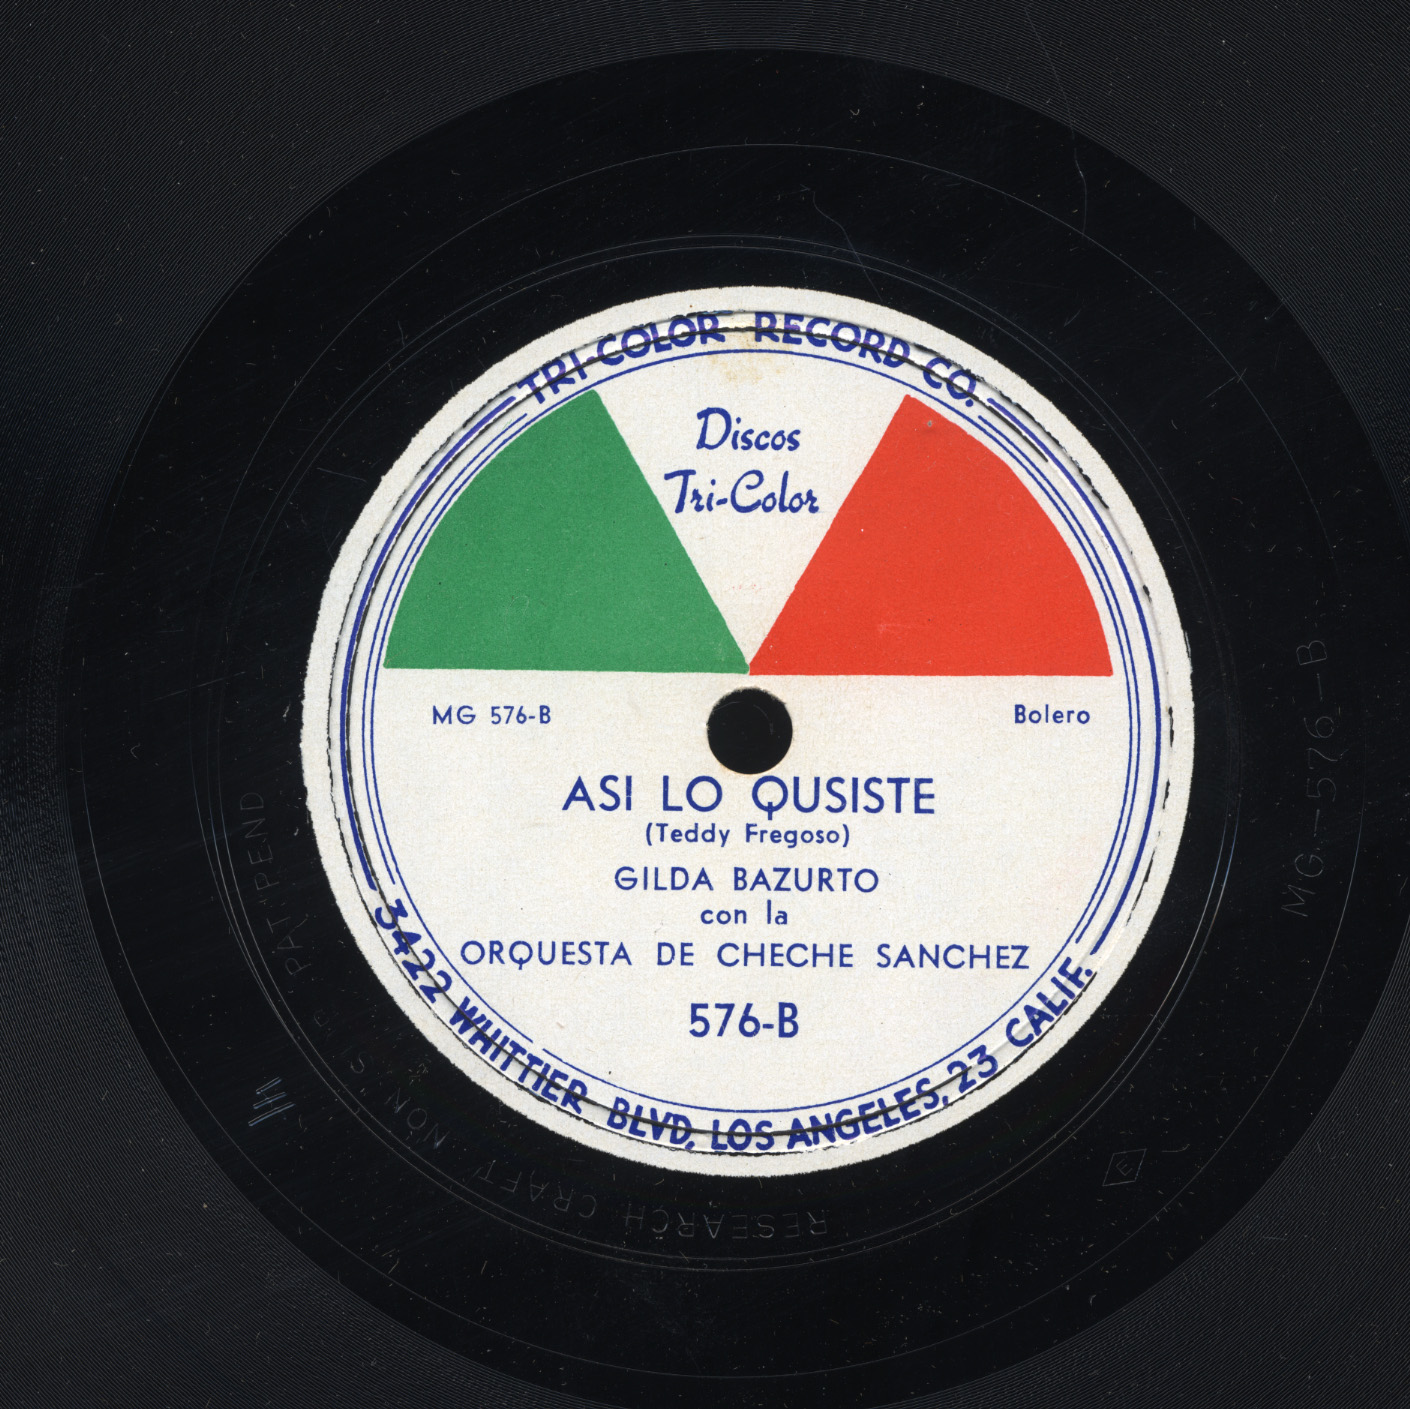 TRI-COLOR RECORD CO.
Discos
Tri-Color
MG 576-B
Bolero
ASI LO QUSISTE
(Teddy Fregoso)
GILDA BAZURTO
con la
ORQUESTA DE CHECHE SANCHEZ
576-B
3422 WHITTIER BLVD, LOS ANGELES, 23 CALIF.
MG-576-B
RESEARCH CRAFT
PAT PEND